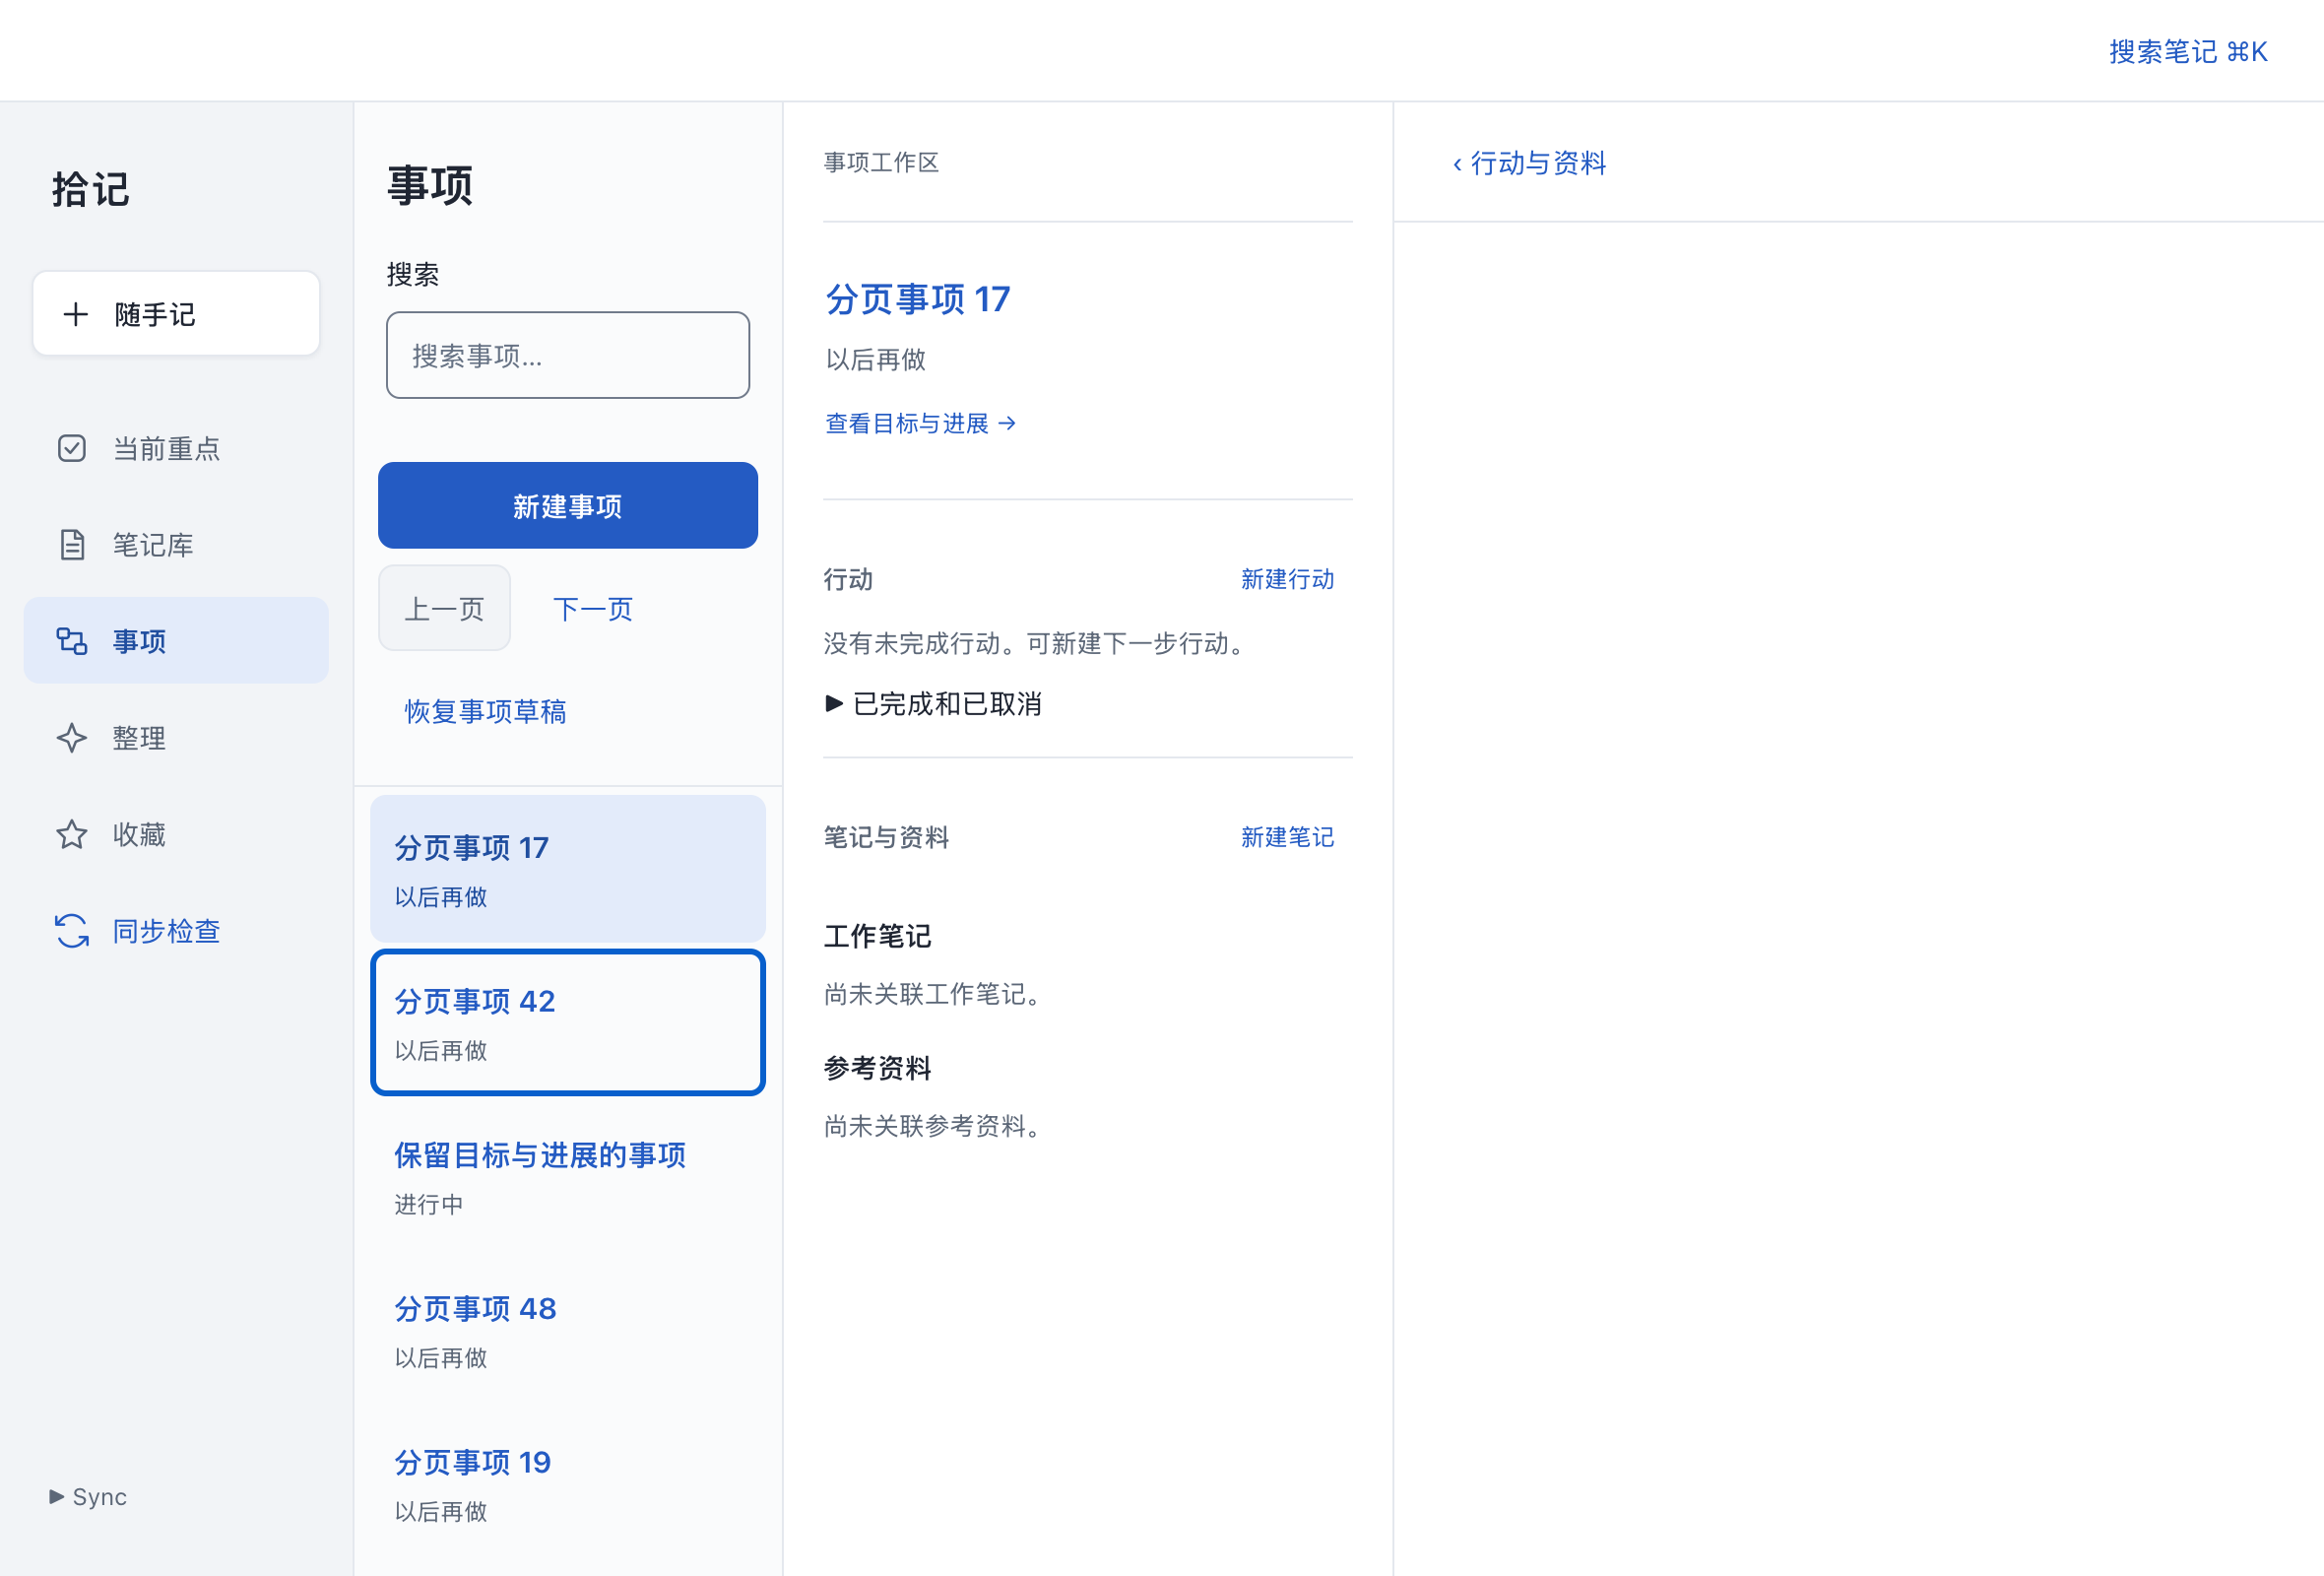 搜索笔记 ⌘K
拾记
随手记
当前重点
笔记库
事项
整理
收藏
同步检查
Sync
事项
搜索
搜索事项...
新建事项
上一页
下一页
恢复事项草稿
分页事项 17
以后再做
分页事项 42
以后再做
保留目标与进展的事项
进行中
分页事项 48
以后再做
分页事项 19
以后再做
事项工作区
分页事项 17
以后再做
查看目标与进展 →
行动
新建行动
没有未完成行动。可新建下一步行动。
已完成和已取消
笔记与资料
新建笔记
工作笔记
尚未关联工作笔记。
参考资料
尚未关联参考资料。
‹ 行动与资料